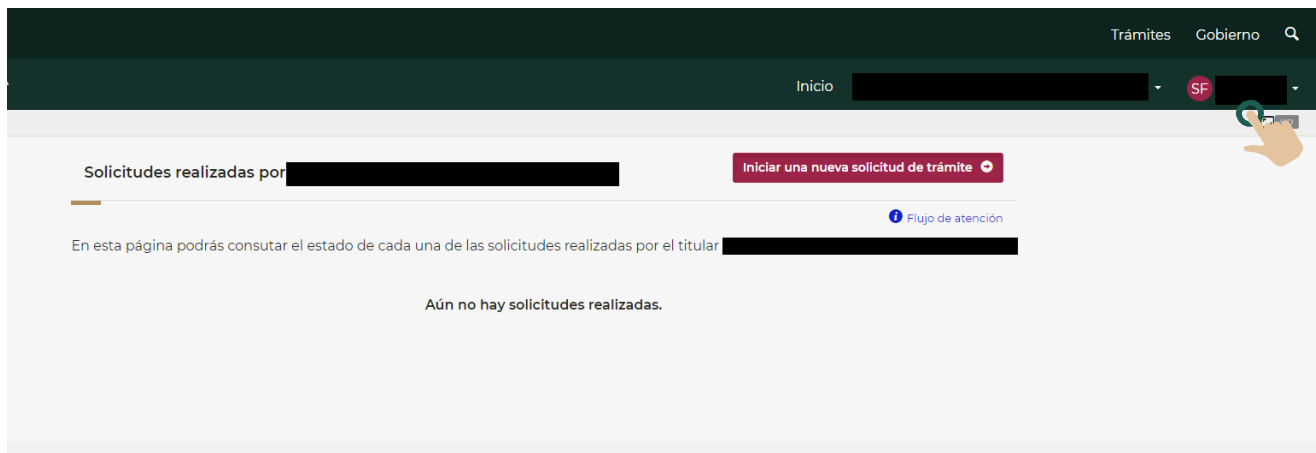 Trámites Gobierno
Inicio SF
Solicitudes realizadas por
Iniciar una nueva solicitud de trámite
Flujo de atención
En esta página podrás consutar el estado de cada una de las solicitudes realizadas por el titular
Aún no hay solicitudes realizadas.